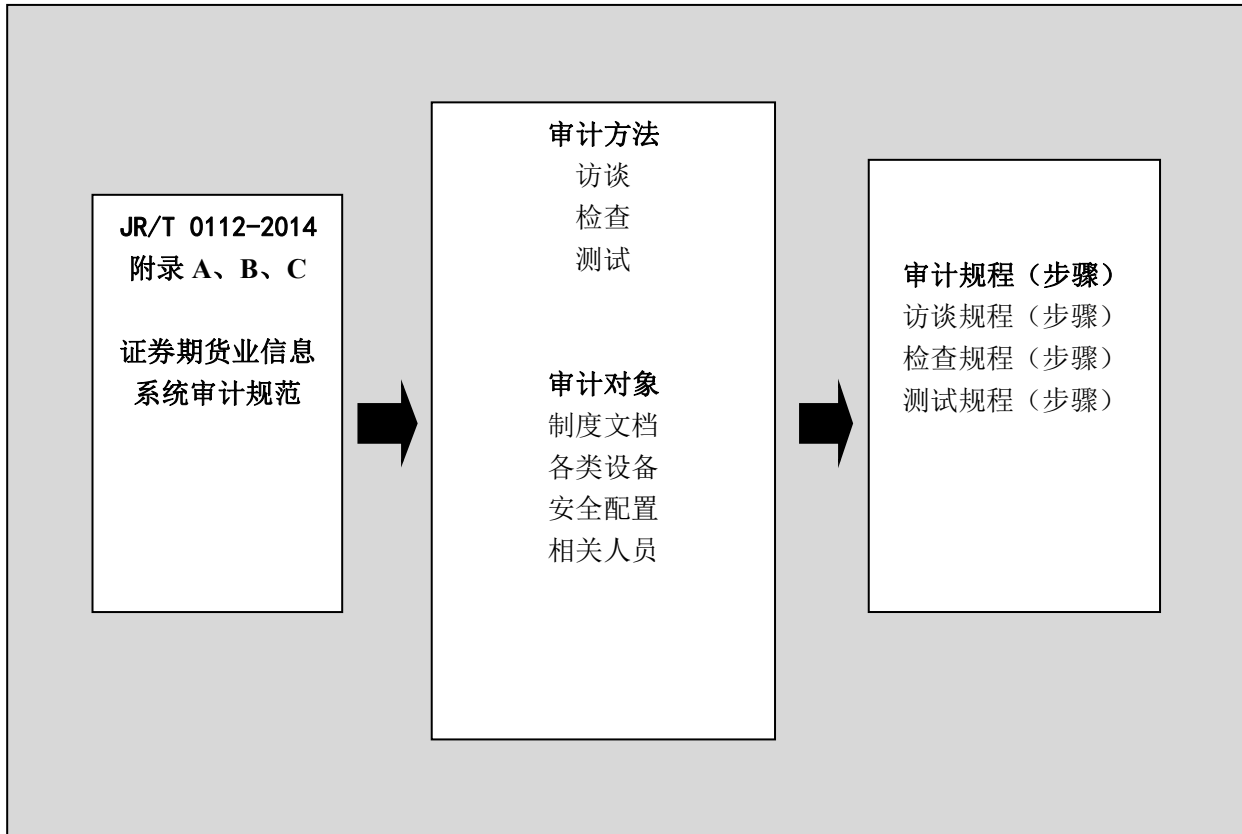 JR/T 0112-2014
附录 A、B、C
证券期货业信息
系统审计规范
审计方法
访谈
检查
测试
审计对象
制度文档
各类设备
安全配置
相关人员
审计规程（步骤）
访谈规程（步骤）
检查规程（步骤）
测试规程（步骤）